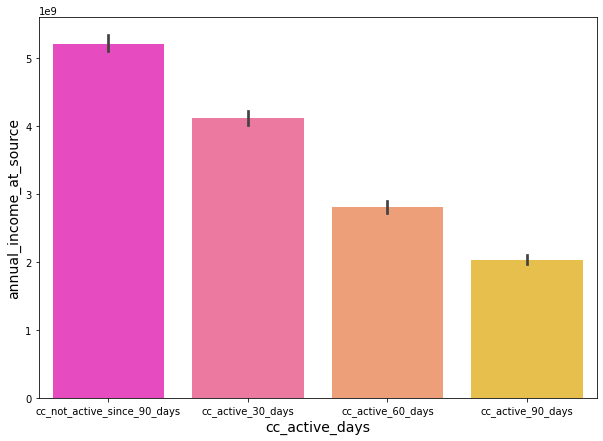 1e9
5
4
3
2
1
0
annual_income_at_source
cc_not_active_since_90_days cc_active_30_days cc_active_60_days cc_active_90_days
cc_active_days